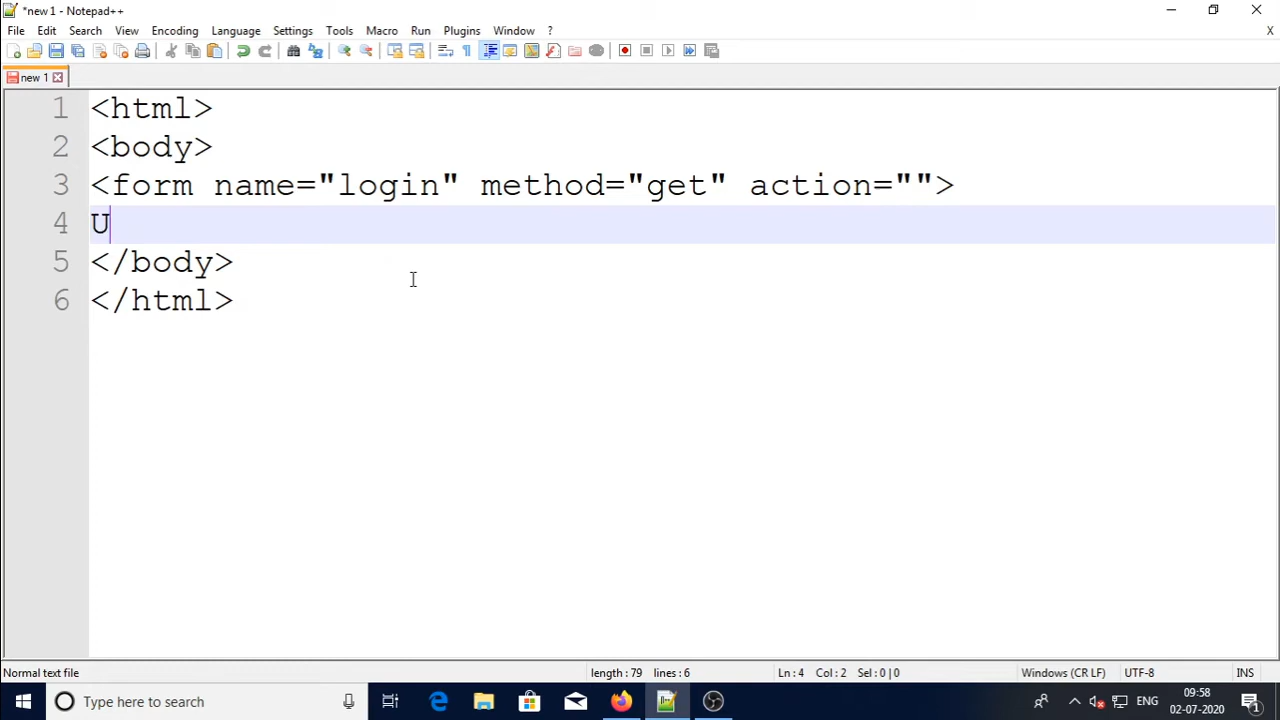 *new 1 - Notepad++
File Edit Search View Encoding Language Settings Tools Macro Run Plugins Window ? X
new 1
1 <html>
2 <body>
3 <form name="login" method="get" action="">
4 U
5 </body>
6 </html>
Normal text file length : 79 lines : 6 Ln : 4 Col : 2 Sel : 0 | 0 Windows (CR LF) UTF-8 INS
Type here to search ENG 09:58
02-07-2020 1